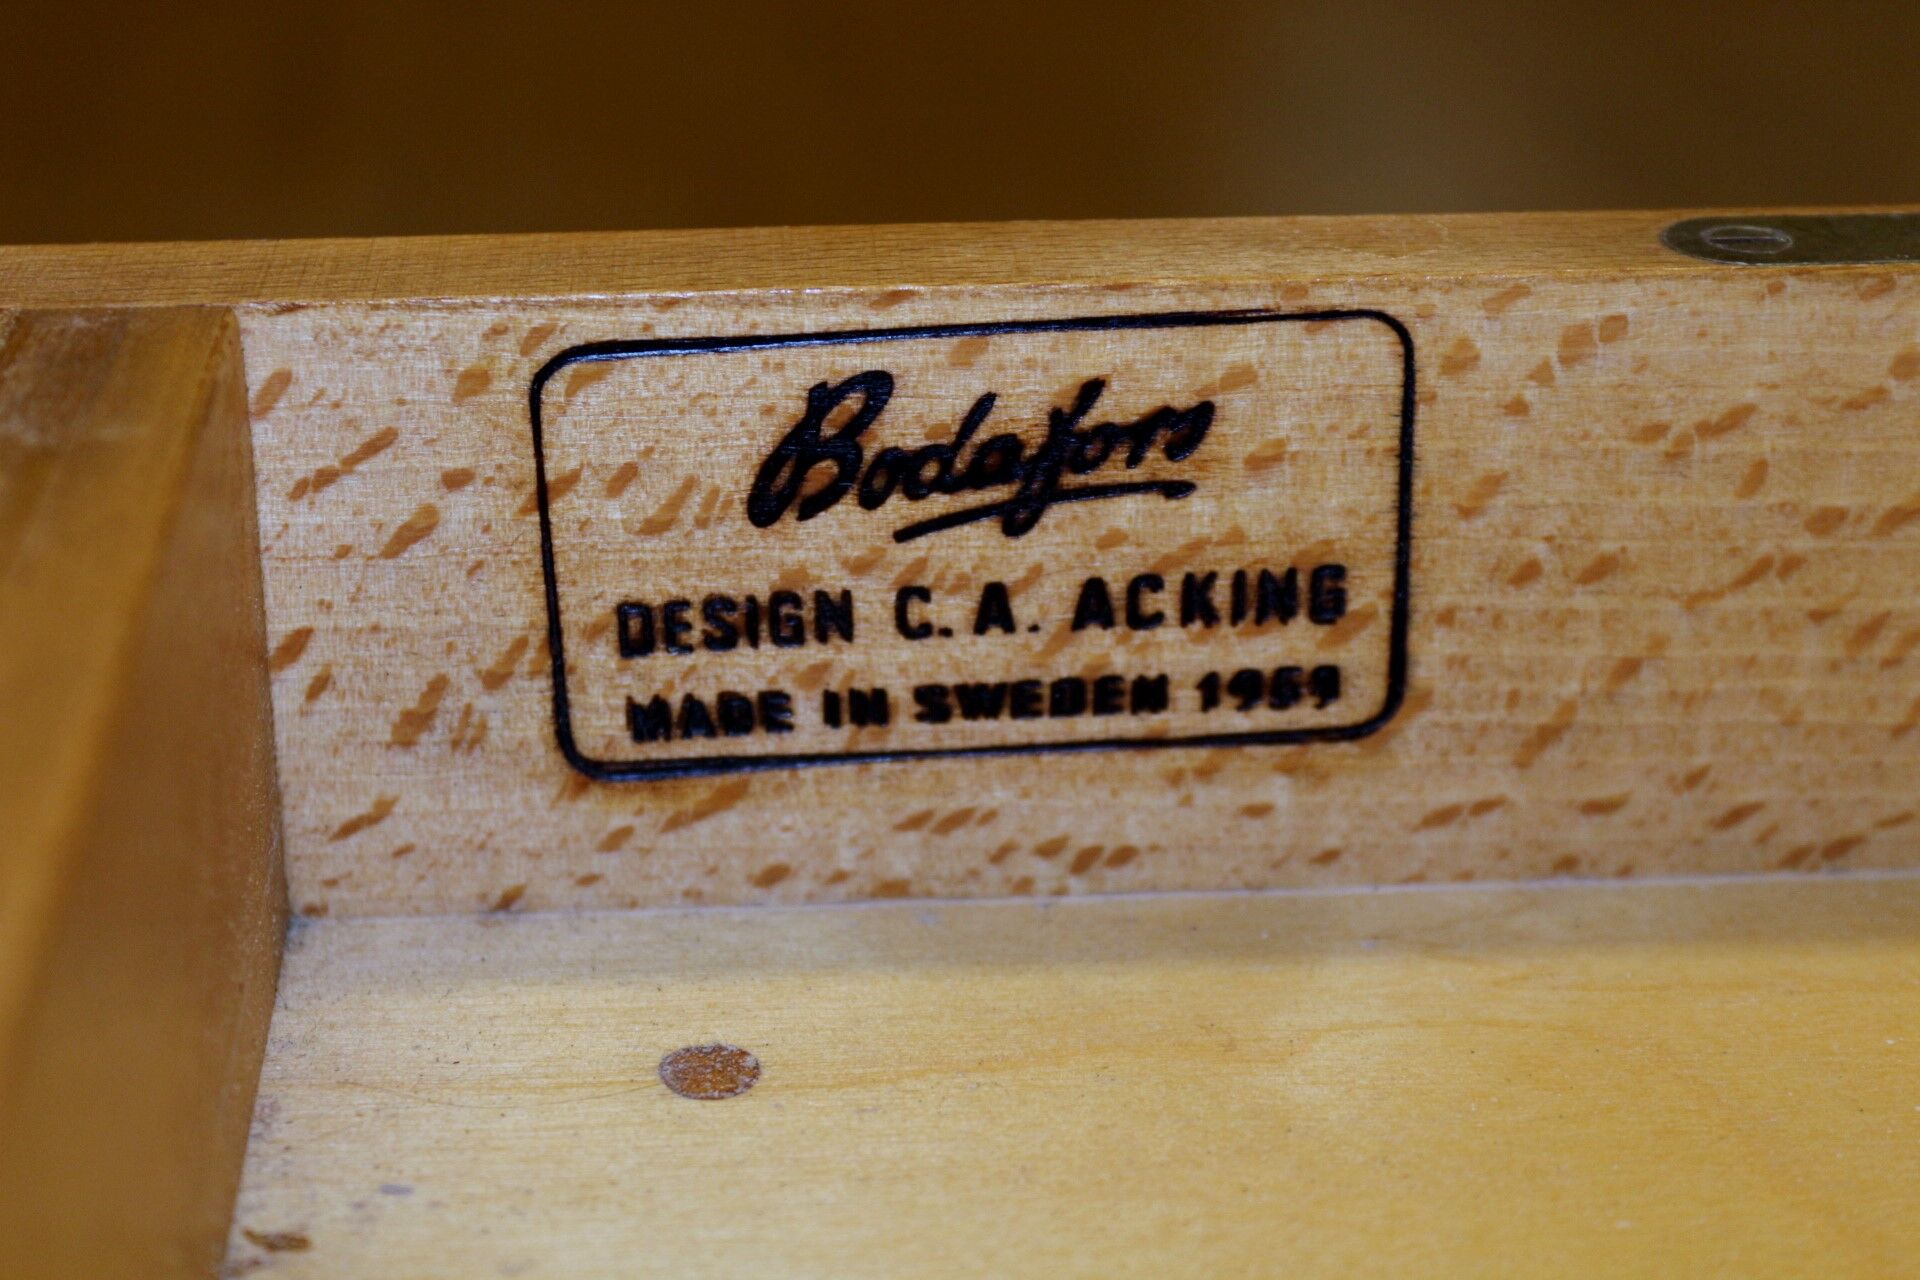 Bodafors
DESIGN C. A. ACKING
MADE IN SWEDEN 1959